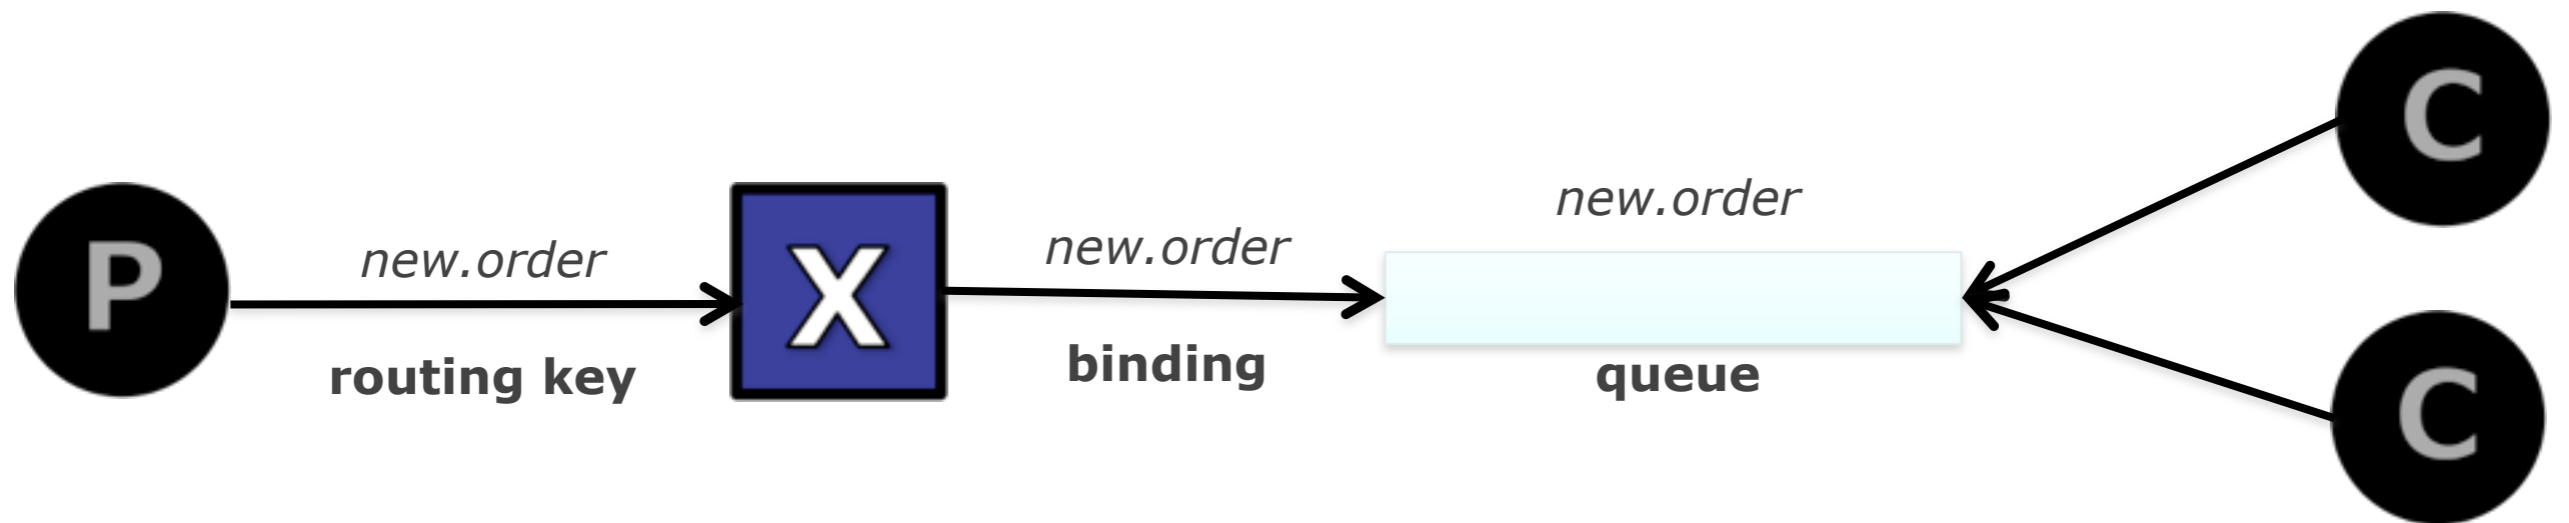 P
new.order
routing key
X
new.order
binding
new.order
queue
C
C